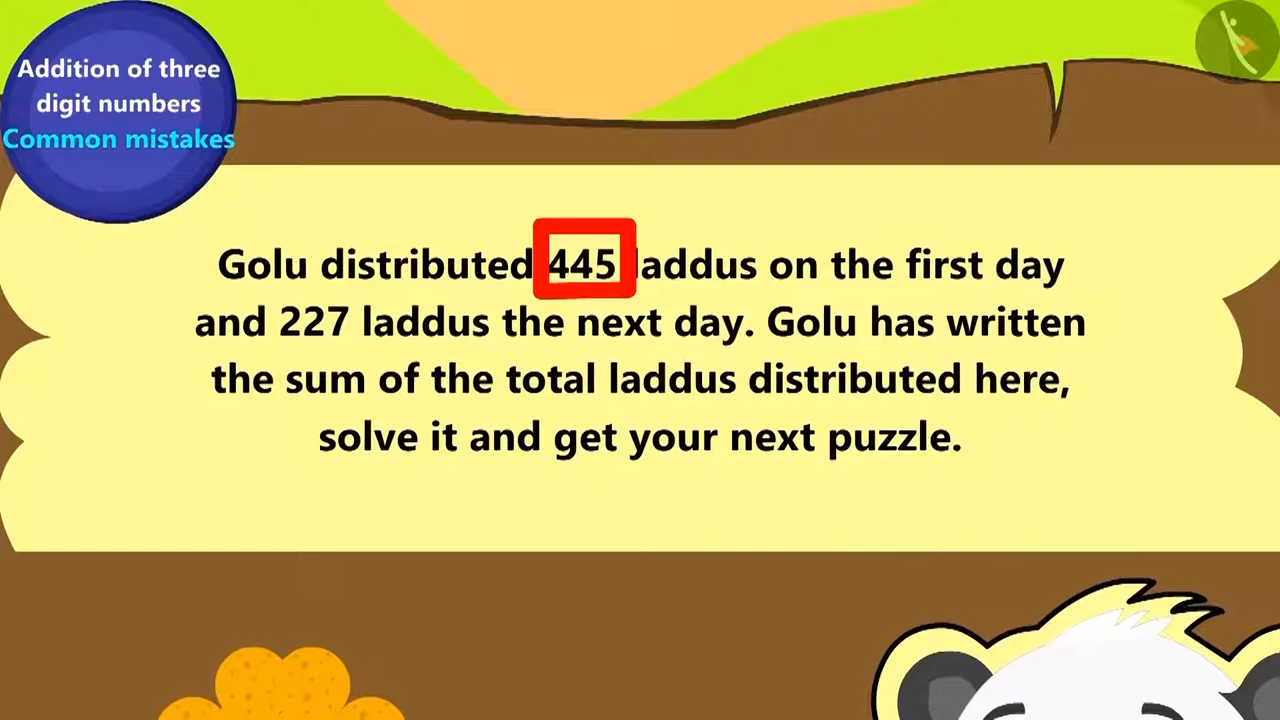 Addition of three
digit numbers
Common mistakes
Golu distributed 445 laddus on the first day
and 227 laddus the next day. Golu has written
the sum of the total laddus distributed here,
solve it and get your next puzzle.